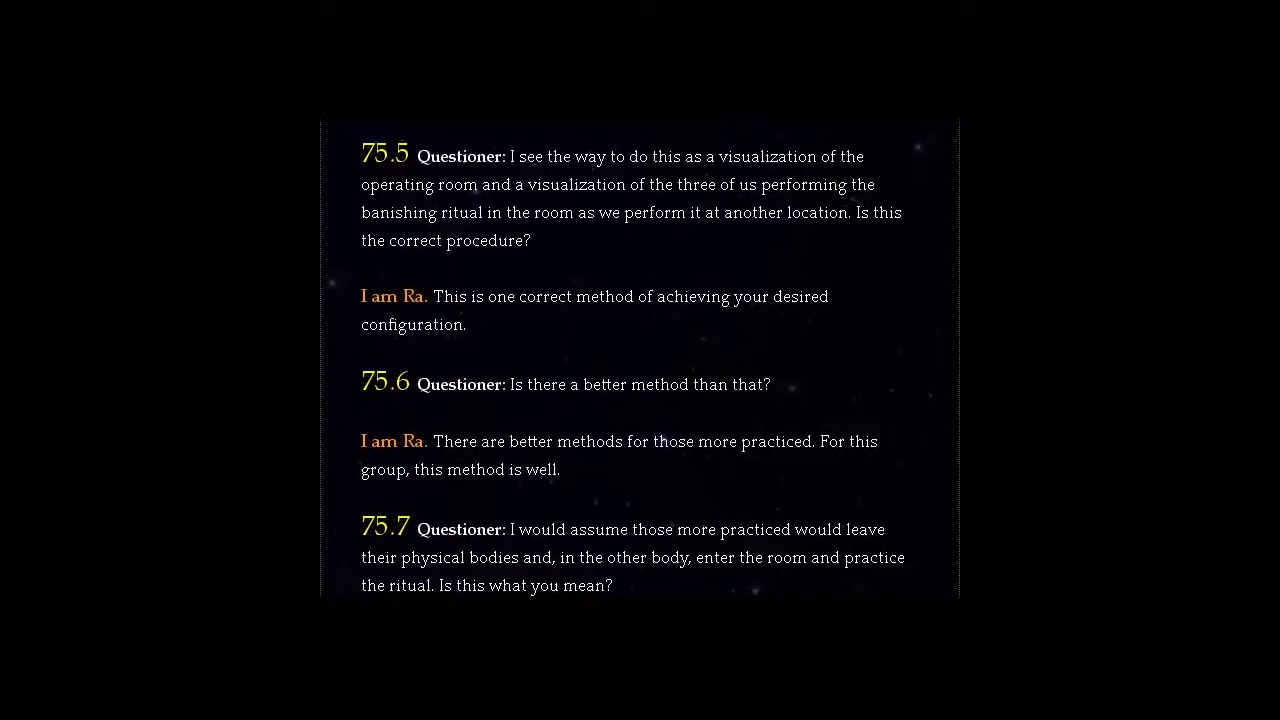 75.5 Questioner: I see the way to do this as a visualization of the
operating room and a visualization of the three of us performing the
banishing ritual in the room as we perform it at another location. Is this
the correct procedure?
I am Ra. This is one correct method of achieving your desired
configuration.
75.6 Questioner: Is there a better method than that?
I am Ra. There are better methods for those more practiced. For this
group, this method is well.
75.7 Questioner: I would assume those more practiced would leave
their physical bodies and, in the other body, enter the room and practice
the ritual. Is this what you mean?